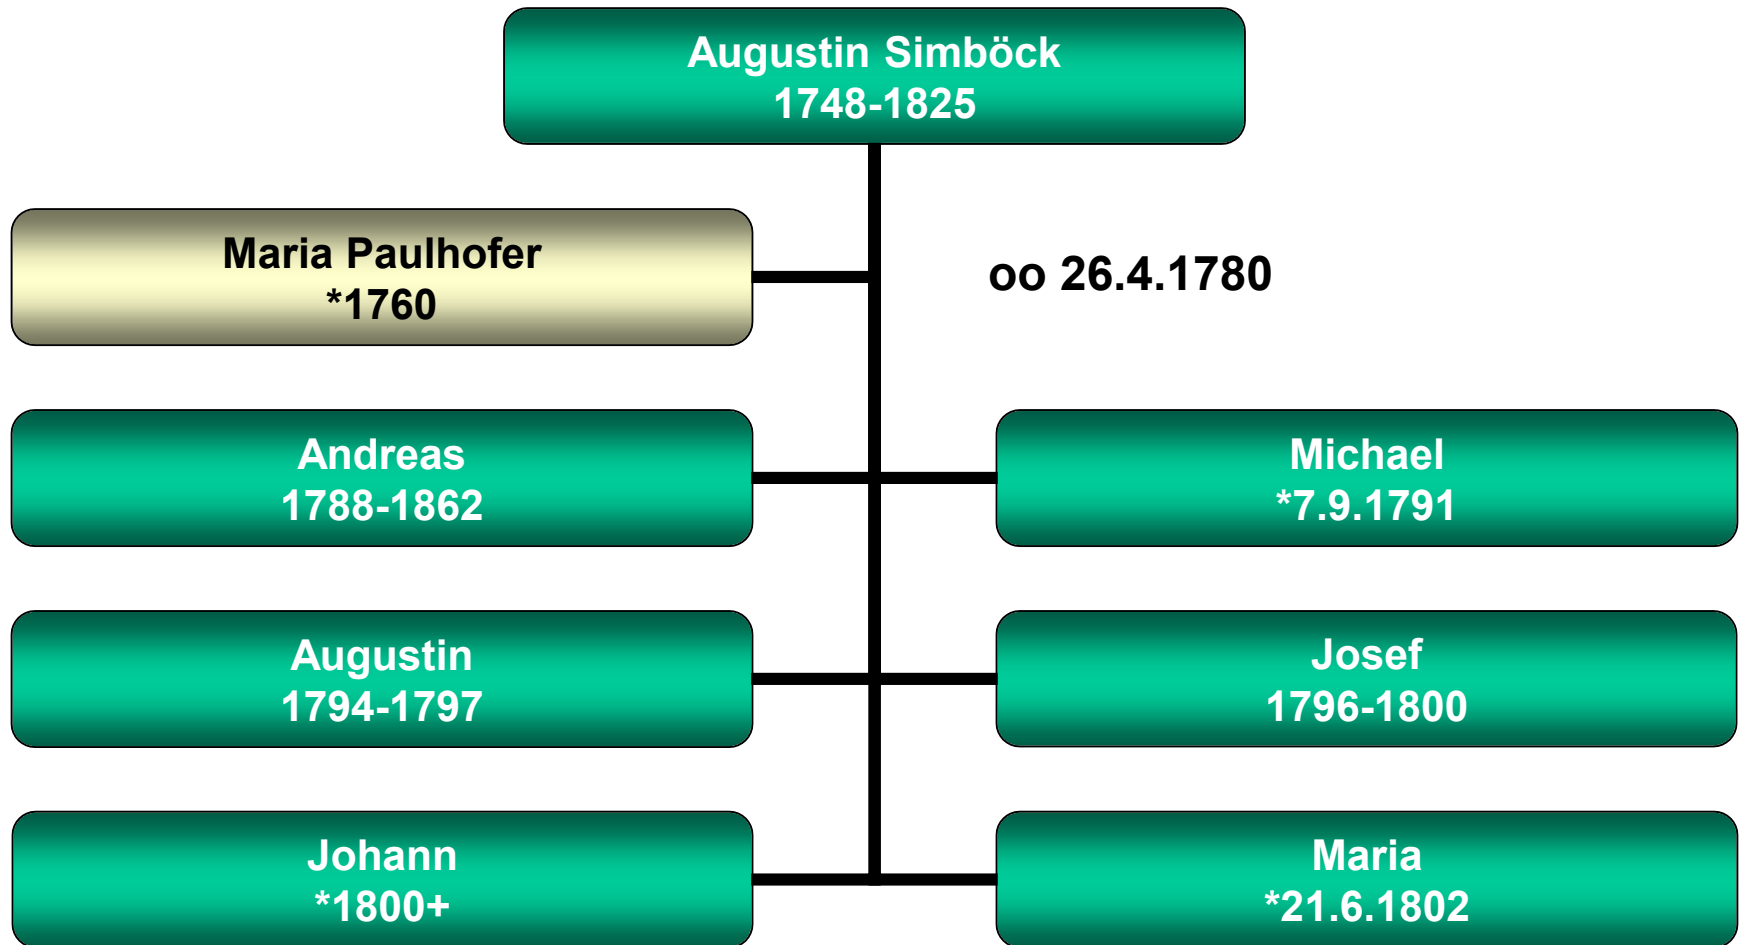 Augustin Simböck
1748-1825
Maria Paulhofer
*1760
oo 26.4.1780
Andreas
1788-1862
Michael
*7.9.1791
Augustin
1794-1797
Josef
1796-1800
Johann
*1800+
Maria
*21.6.1802